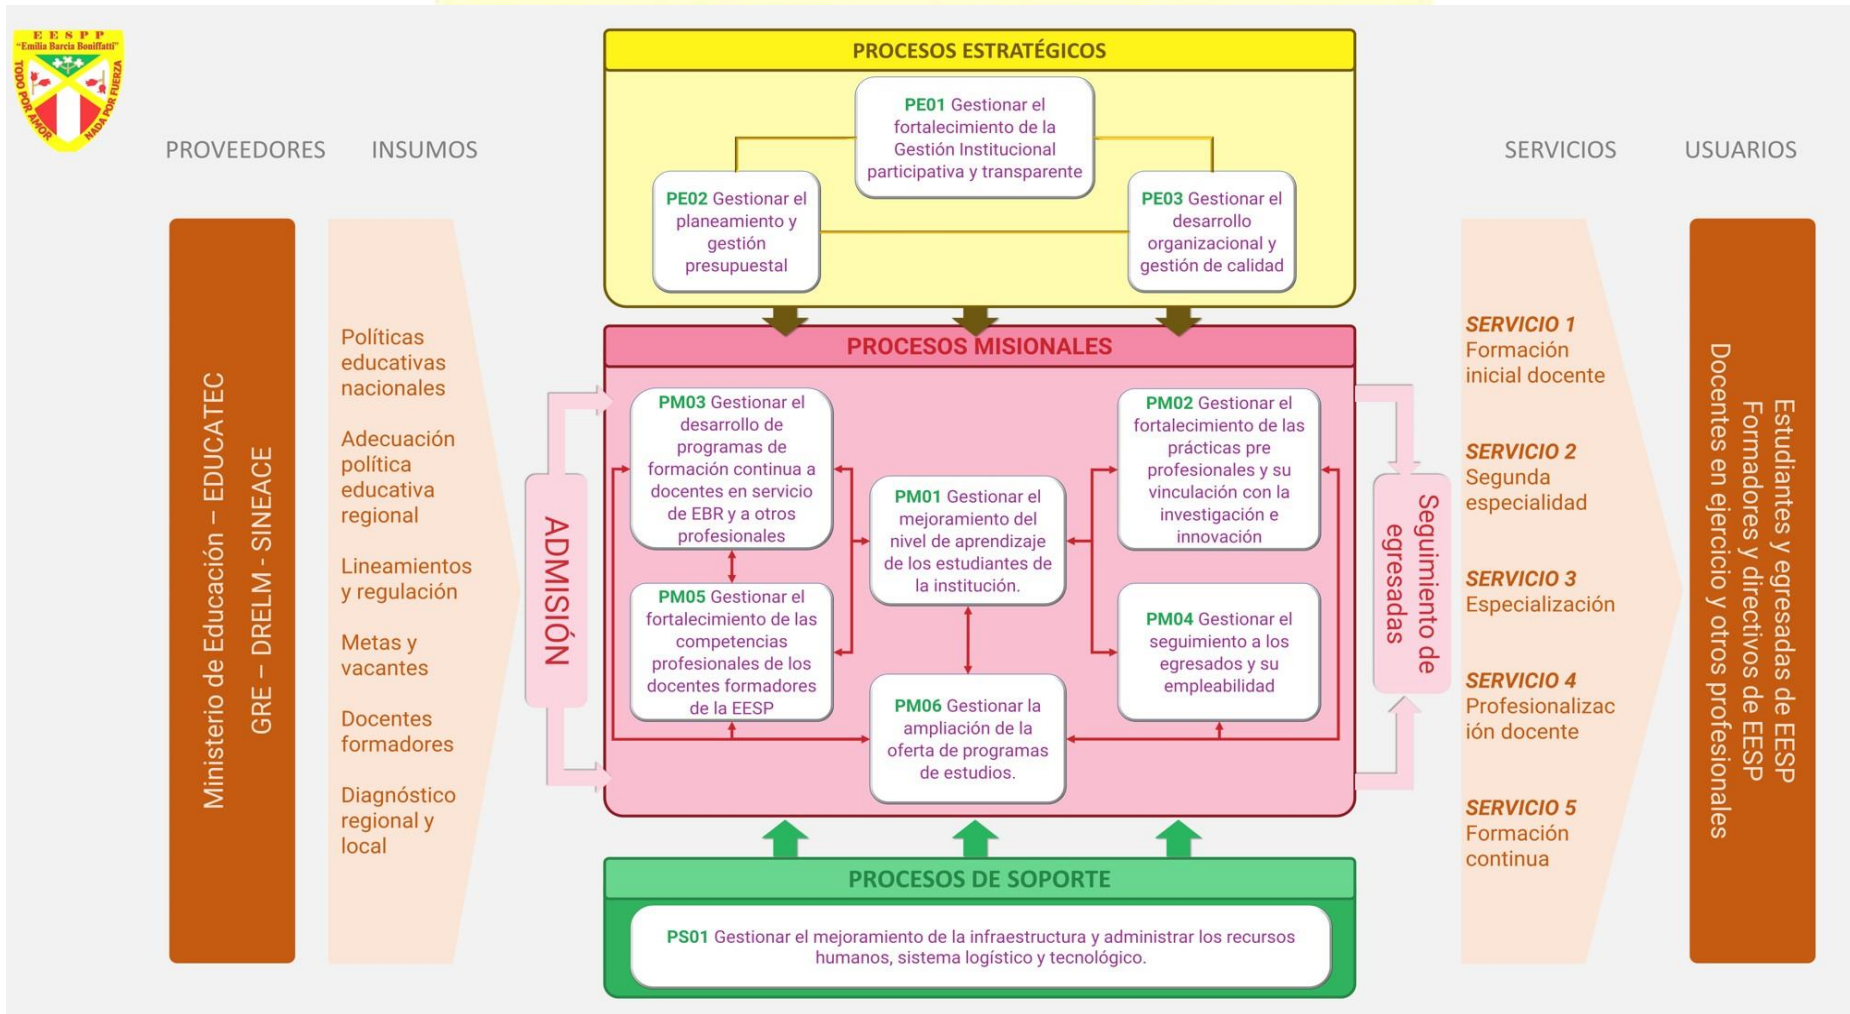 E E S P P
"Emilia Barcia Boniffatti"
TODO POR AMOR
NADA POR FUERZA
PROVEEDORES
INSUMOS
Ministerio de Educación – EDUCATEC
GRE – DRELM - SINEACE
Políticas
educativas
nacionales
Adecuación
política
educativa
regional
Lineamientos
y regulación
Metas y
vacantes
Docentes
formadores
Diagnóstico
regional y
local
ADMISIÓN
PROCESOS ESTRATÉGICOS
PE01 Gestionar el
fortalecimiento de la
Gestión Institucional
participativa y transparente
PE02 Gestionar el
planeamiento y
gestión
presupuestal
PE03 Gestionar el
desarrollo
organizacional y
gestión de calidad
PROCESOS MISIONALES
PM03 Gestionar el
desarrollo de
programas de
formación continua a
docentes en servicio
de EBR y a otros
profesionales
PM02 Gestionar el
fortalecimiento de las
prácticas pre
profesionales y su
vinculación con la
investigación e
innovación
PM01 Gestionar el
mejoramiento del
nivel de aprendizaje
de los estudiantes de
la institución.
PM05 Gestionar el
fortalecimiento de las
competencias
profesionales de los
docentes formadores
de la EESP
PM04 Gestionar el
seguimiento a los
egresados y su
empleabilidad
PM06 Gestionar la
ampliación de la
oferta de programas
de estudios.
PROCESOS DE SOPORTE
PS01 Gestionar el mejoramiento de la infraestructura y administrar los recursos
humanos, sistema logístico y tecnológico.
Seguimiento de
egresadas
SERVICIOS
USUARIOS
SERVICIO 1
Formación
inicial docente
SERVICIO 2
Segunda
especialidad
SERVICIO 3
Especialización
SERVICIO 4
Profesionalizac
ión docente
SERVICIO 5
Formación
continua
Estudiantes y egresadas de EESP
Formadores y directivos de EESP
Docentes en ejercicio y otros profesionales